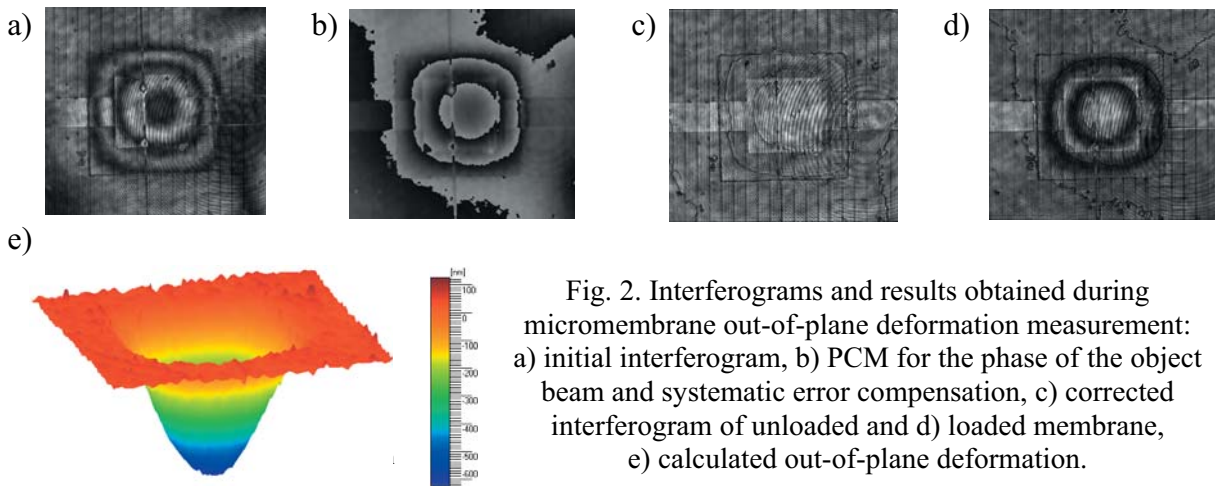 a)
b)
c)
d)
e)
[nm]
100
0
-100
-200
-300
-400
-500
-600
Fig. 2. Interferograms and results obtained during
micromembrane out-of-plane deformation measurement:
a) initial interferogram, b) PCM for the phase of the object
beam and systematic error compensation, c) corrected
interferogram of unloaded and d) loaded membrane,
e) calculated out-of-plane deformation.